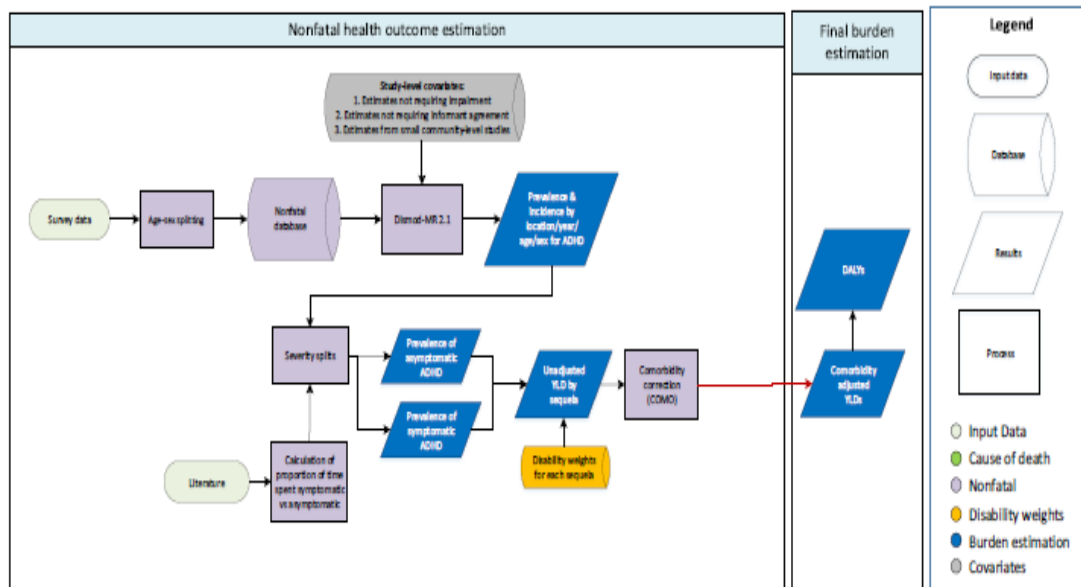 Nonfatal health outcome estimation
Final burden
estimation
Legend
Input data
Database
Results
Process
Input Data
Cause of death
Nonfatal
Disability weights
Burden estimation
Covariates
Study-level covariates:
1. Estimates not requiring impairment
2. Estimates not requiring informant agreement
3. Estimates from small community-level studies
Survey data
Age-sex splitting
Nonfatal
database
Dismod-MR 2.1
Prevalence &
Incidence by
location/year/
age/sex for ADHD
Severity splits
Prevalence of
asymptomatic
ADHD
Prevalence of
symptomatic ADHD
Unadjusted
YLD by
sequela
Comorbidity
correction
(COMO)
Comorbidity
adjusted
YLDs
DALYs
Literature
Calculation of
proportion of time
spent symptomatic
vs asymptomatic
Disability weights
for each sequela